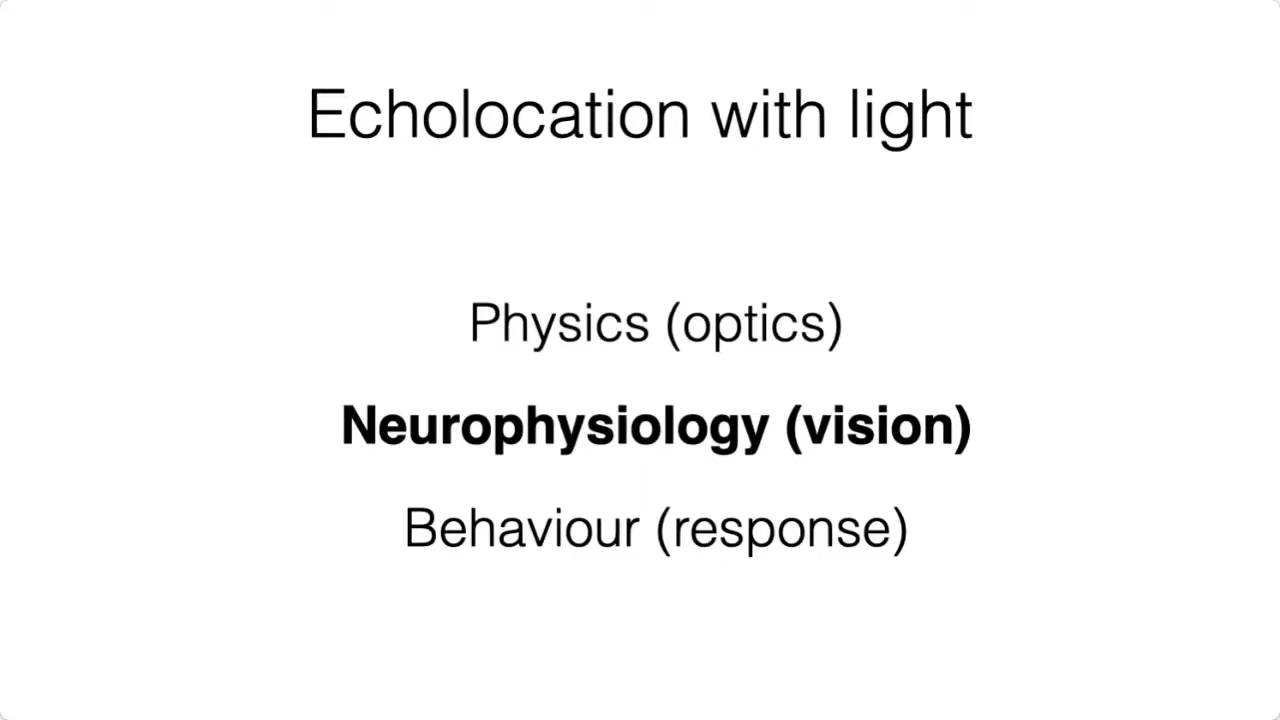 Echolocation with light
Physics (optics)
Neurophysiology (vision)
Behaviour (response)